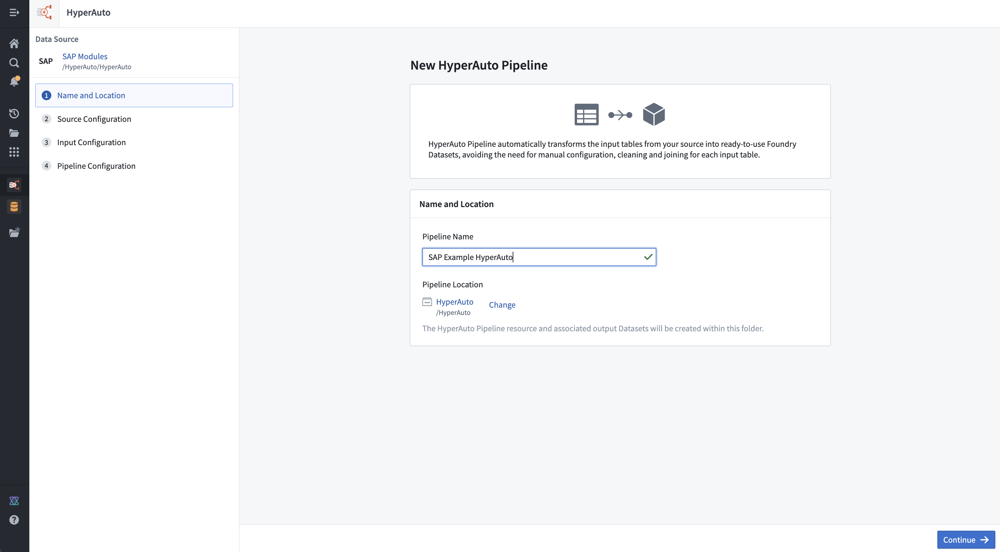 HyperAuto
Data Source
SAP
SAP Modules
/HyperAuto/HyperAuto
1 Name and Location
2 Source Configuration
3 Input Configuration
4 Pipeline Configuration
New HyperAuto Pipeline
HyperAuto Pipeline automatically transforms the input tables from your source into ready-to-use Foundry
Datasets, avoiding the need for manual configuration, cleaning and joining for each input table.
Name and Location
Pipeline Name
SAP Example HyperAuto
Pipeline Location
HyperAuto
Change
/HyperAuto
The HyperAuto Pipeline resource and associated output Datasets will be created within this folder.
?
Continue